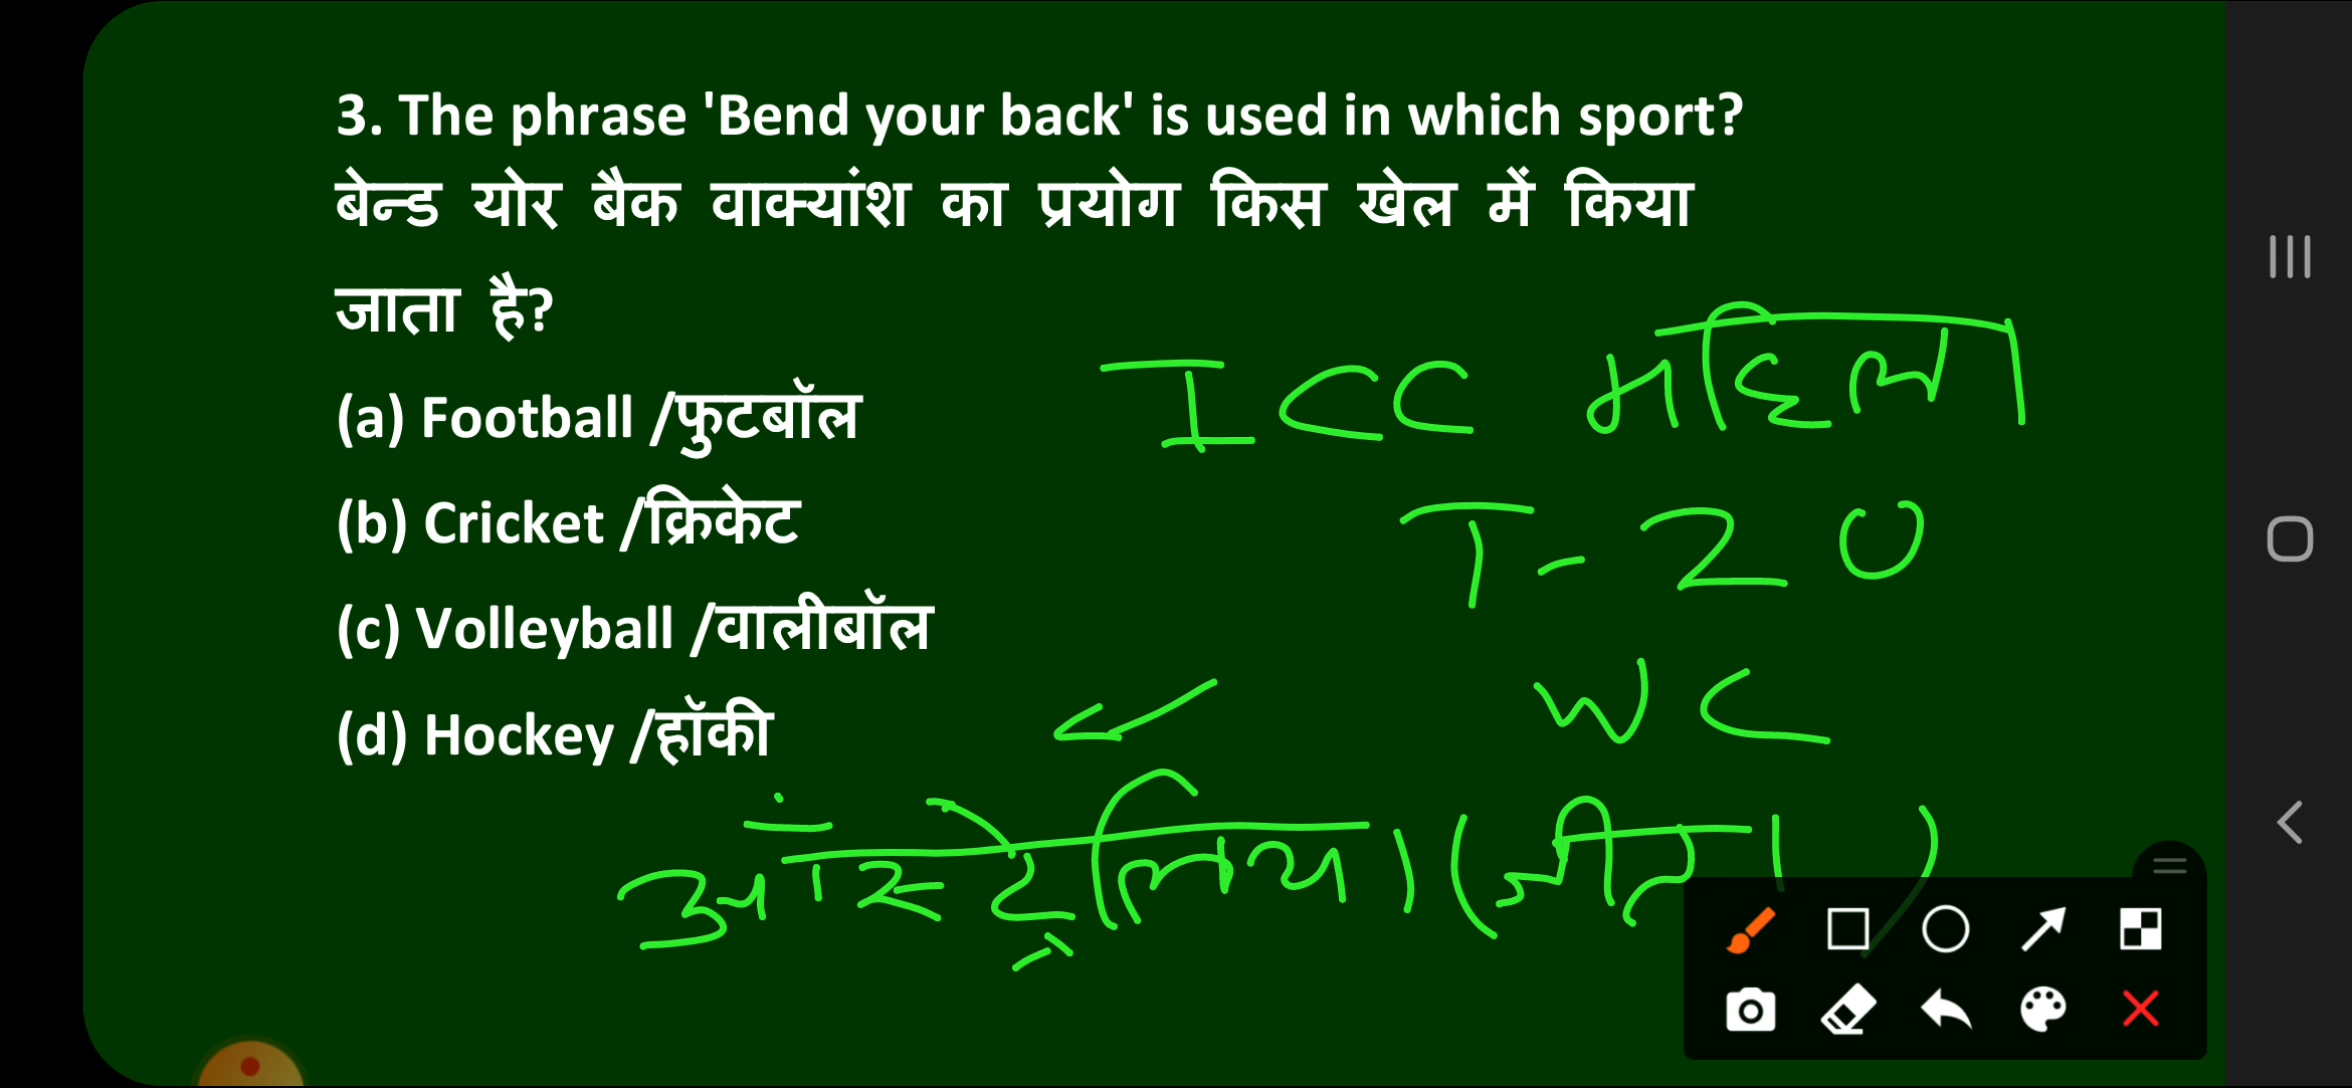 3. The phrase 'Bend your back' is used in which sport?
बेन्ड योर बैक वाक्यांश का प्रयोग किस खेल में किया
जाता है?
(a) Football /फुटबॉल
(b) Cricket /क्रिकेट
(c) Volleyball /वालीबॉल
(d) Hockey /हॉकी
ICC महिला
T-20
WC
(जीता)